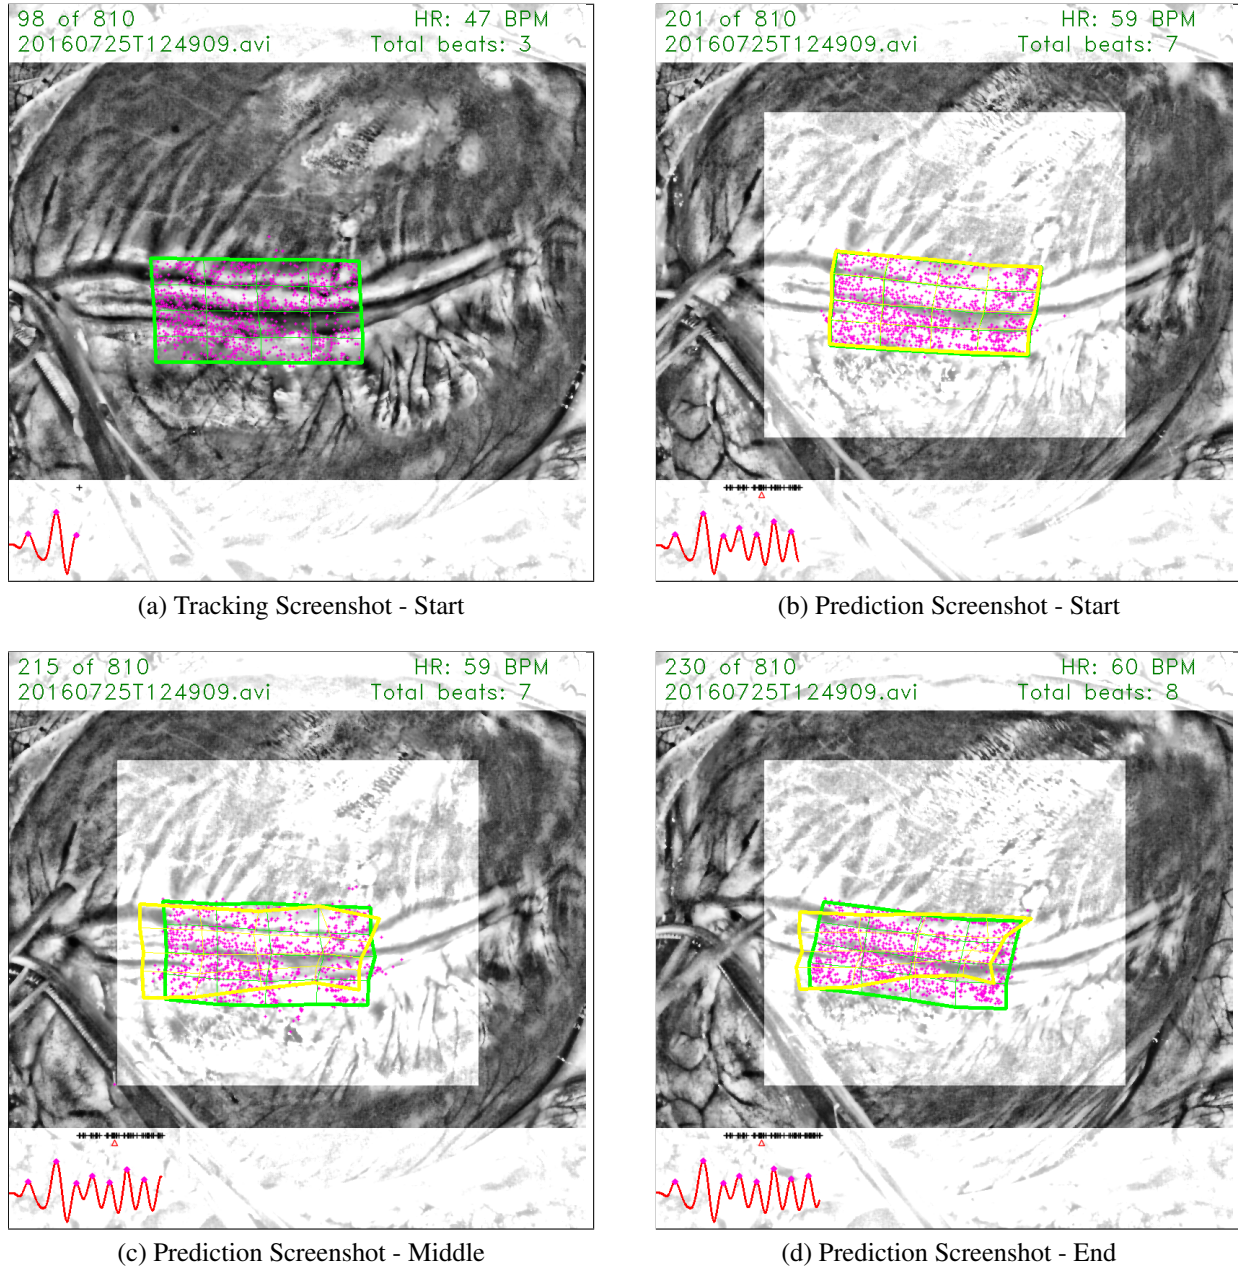 98 of 810 HR: 47 BPM
20160725T124909.avi Total beats: 3
201 of 810 HR: 59 BPM
20160725T124909.avi Total beats: 7
(a) Tracking Screenshot - Start
(b) Prediction Screenshot - Start
215 of 810 HR: 59 BPM
20160725T124909.avi Total beats: 7
230 of 810 HR: 60 BPM
20160725T124909.avi Total beats: 8
(c) Prediction Screenshot - Middle
(d) Prediction Screenshot - End